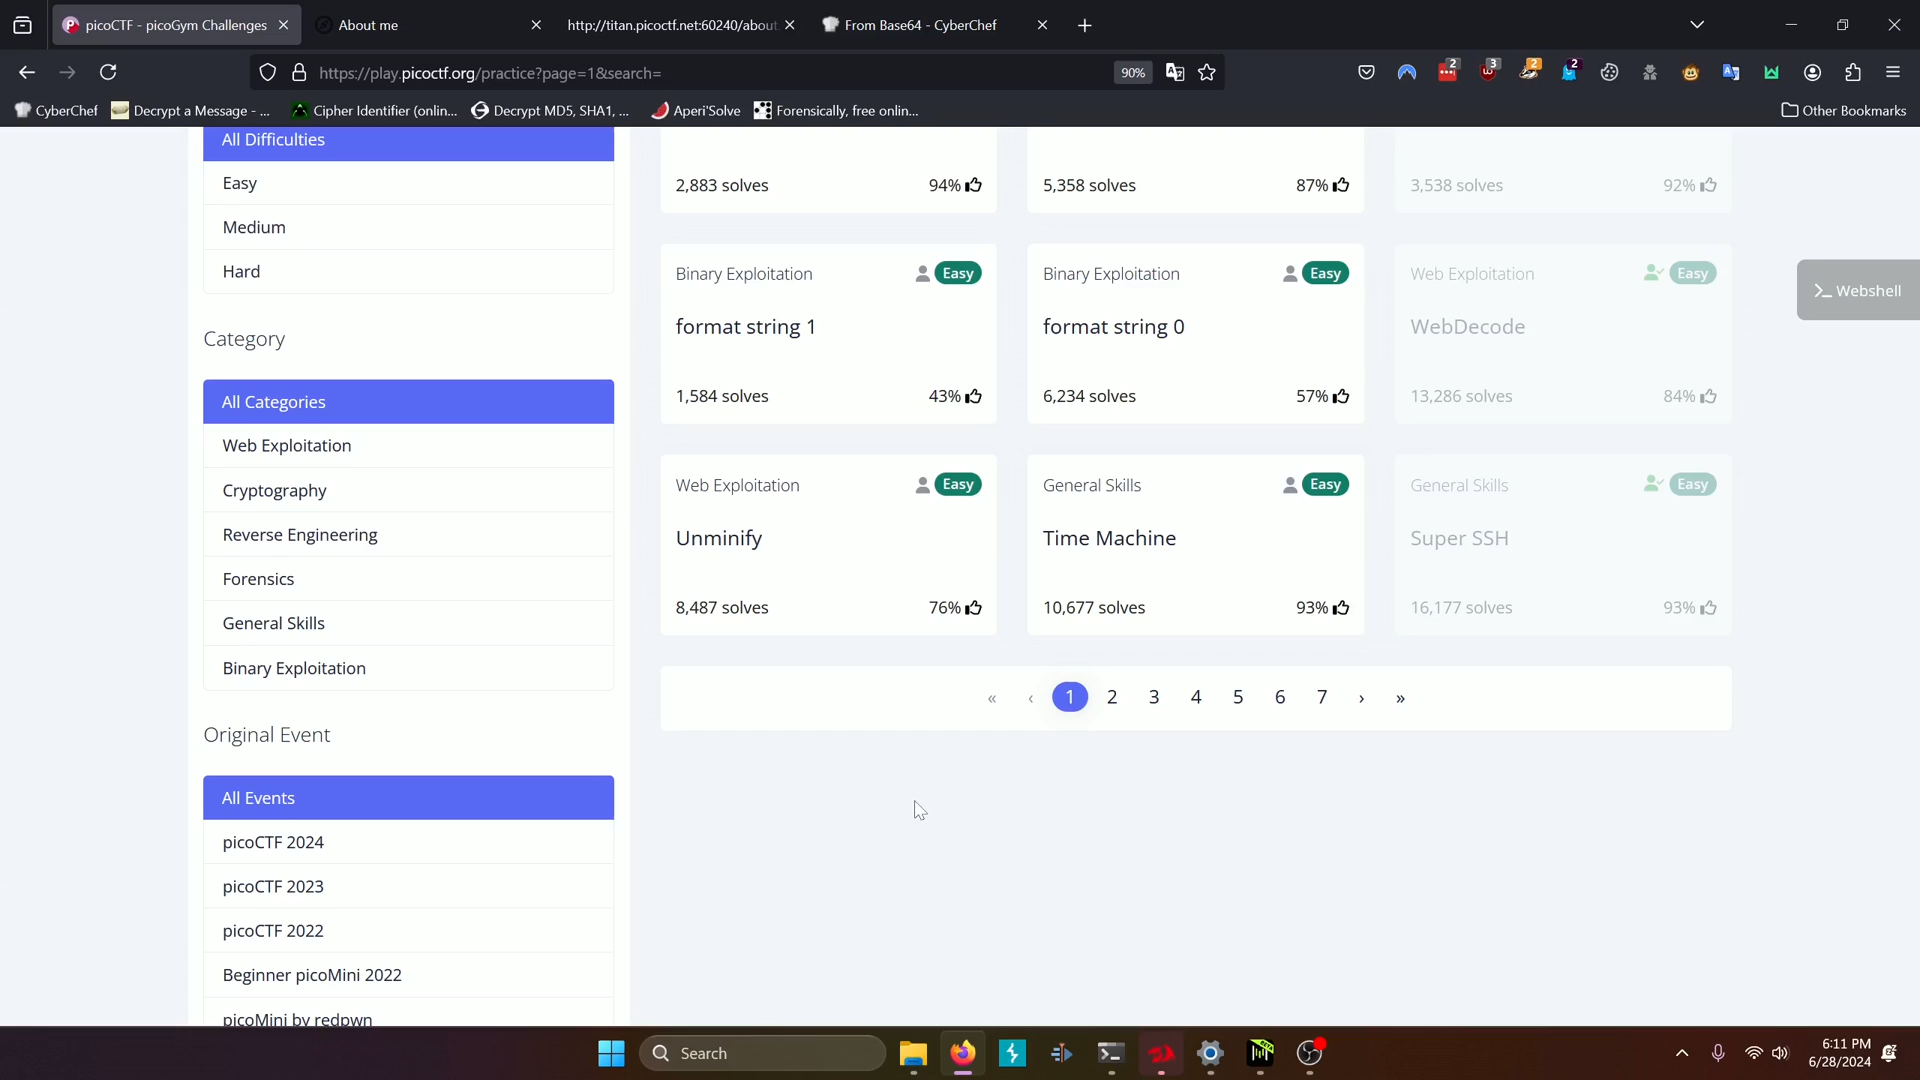 picoCTF - picoGym Challenges
About me
http://titan.picoctf.net:60240/about.
From Base64 - CyberChef
https://play.picoctf.org/practice?page=1&search=
90%
2
3
2
2
CyberChef
Decrypt a Message - ...
Cipher Identifier (onlin...
Decrypt MD5, SHA1, ...
Aperi'Solve
Forensically, free onlin...
Other Bookmarks
All Difficulties
Easy
Medium
Hard
Category
All Categories
Web Exploitation
Cryptography
Reverse Engineering
Forensics
General Skills
Binary Exploitation
Original Event
All Events
picoCTF 2024
picoCTF 2023
picoCTF 2022
Beginner picoMini 2022
picoMini by redpwn
2,883 solves
94%
5,358 solves
87%
3,538 solves
92%
Binary Exploitation
Easy
format string 1
1,584 solves
43%
Binary Exploitation
Easy
format string 0
6,234 solves
57%
Web Exploitation
Easy
WebDecode
13,286 solves
84%
Web Exploitation
Easy
Unminify
8,487 solves
76%
General Skills
Easy
Time Machine
10,677 solves
93%
General Skills
Easy
Super SSH
16,177 solves
93%
« ‹ 1 2 3 4 5 6 7 › »
Webshell
Search
6:11 PM
6/28/2024